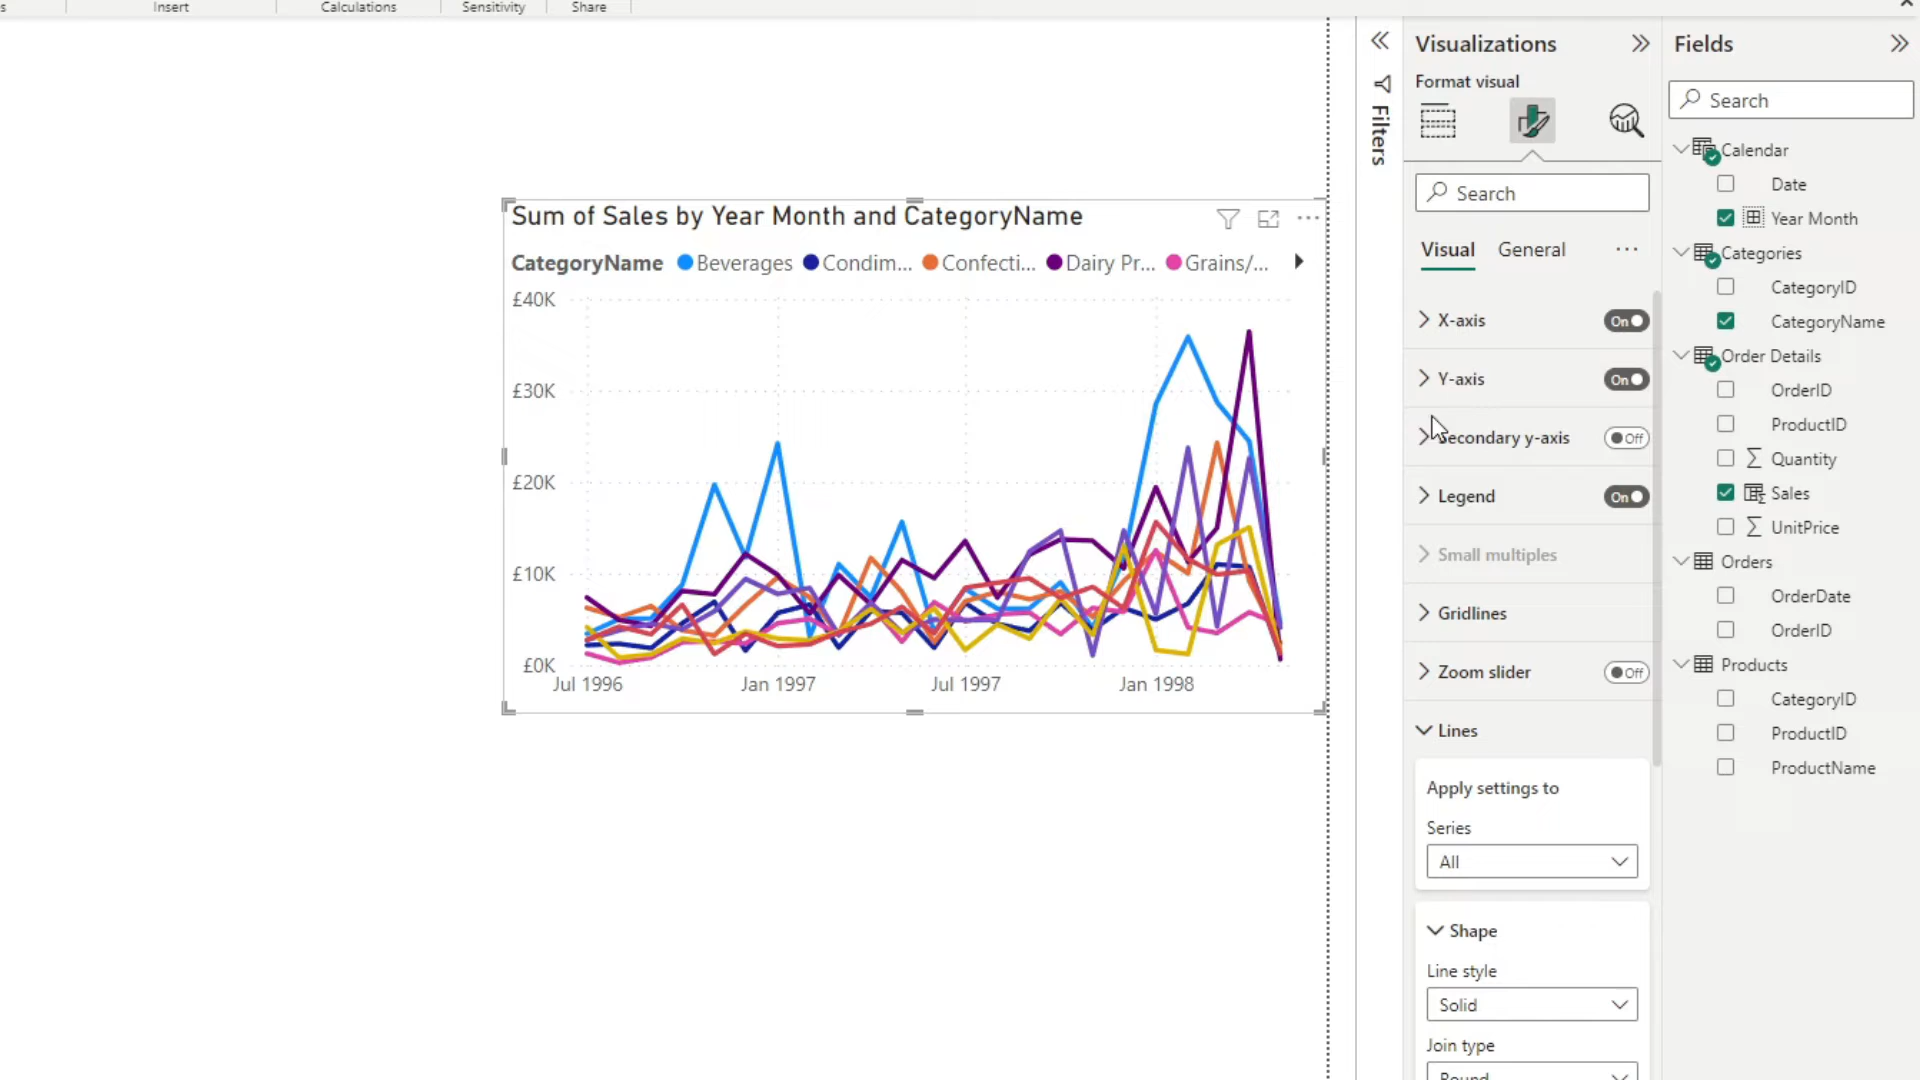 s
Insert
Calculations
Sensitivity
Share
Sum of Sales by Year Month and CategoryName
CategoryName Beverages Condim... Confecti... Dairy Pr... Grains/...
£40K
£30K
£20K
£10K
£0K
Jul 1996 Jan 1997 Jul 1997 Jan 1998
Filters
Visualizations
Format visual
Search
Visual General
X-axis On
Y-axis On
Secondary y-axis Off
Legend On
Small multiples
Gridlines
Zoom slider Off
Lines
Apply settings to
Series
All
Shape
Line style
Solid
Join type
Round
Fields
Search
Calendar
Date
Year Month
Categories
CategoryID
CategoryName
Order Details
OrderID
ProductID
Quantity
Sales
UnitPrice
Orders
OrderDate
OrderID
Products
CategoryID
ProductID
ProductName